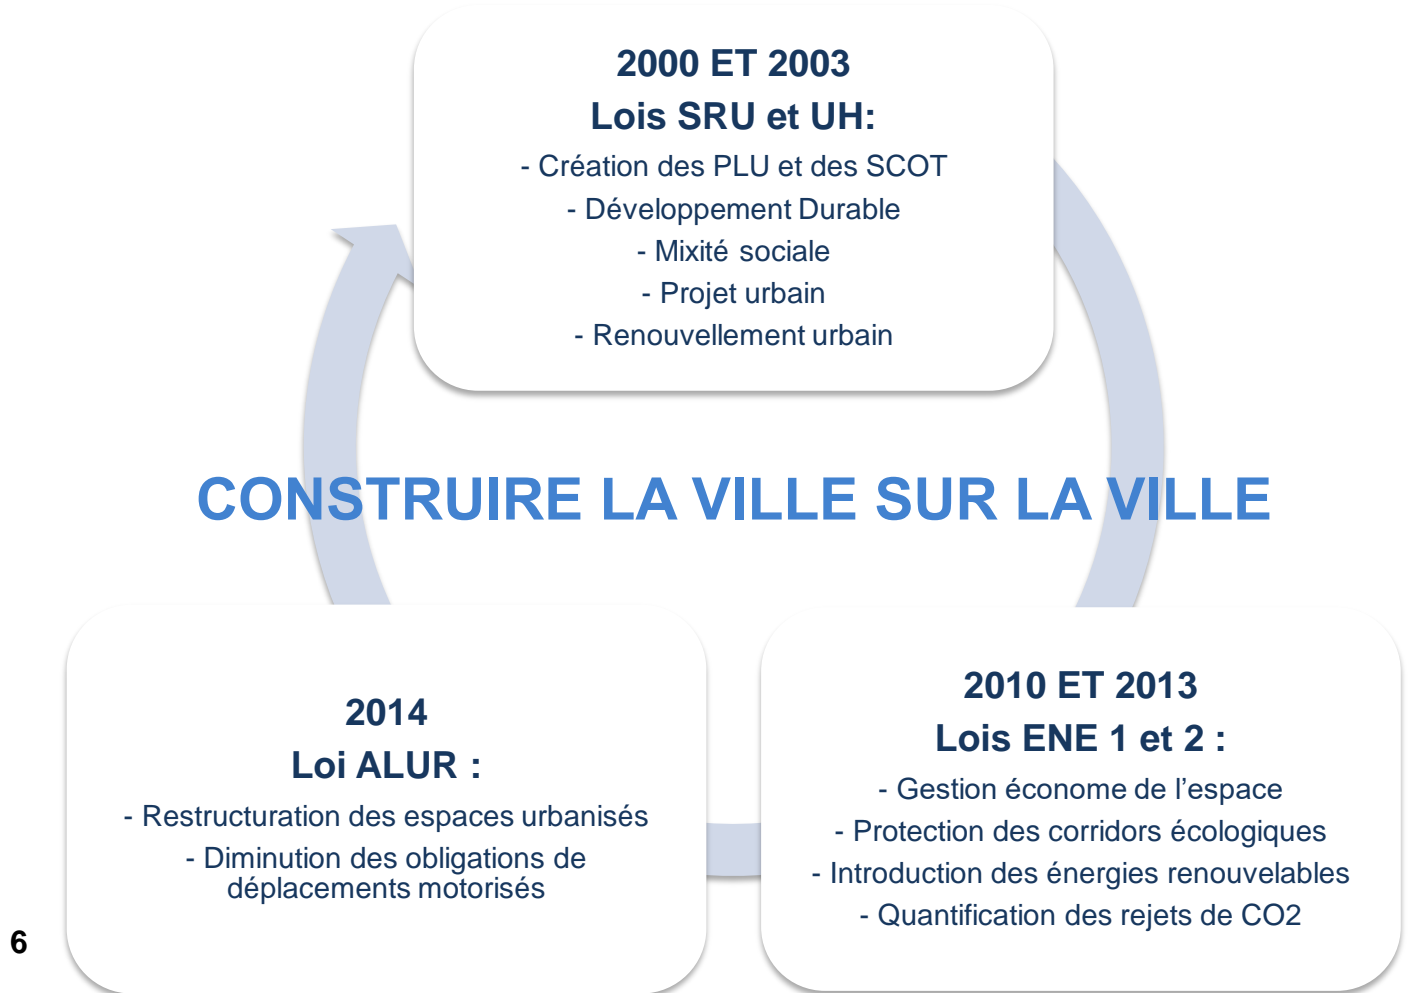 2000 ET 2003
Lois SRU et UH:
- Création des PLU et des SCOT
- Développement Durable
- Mixité sociale
- Projet urbain
- Renouvellement urbain
CONSTRUIRE LA VILLE SUR LA VILLE
2014
Loi ALUR :
- Restructuration des espaces urbanisés
- Diminution des obligations de
déplacements motorisés
2010 ET 2013
Lois ENE 1 et 2 :
- Gestion économe de l’espace
- Protection des corridors écologiques
- Introduction des énergies renouvelables
- Quantification des rejets de CO2
6